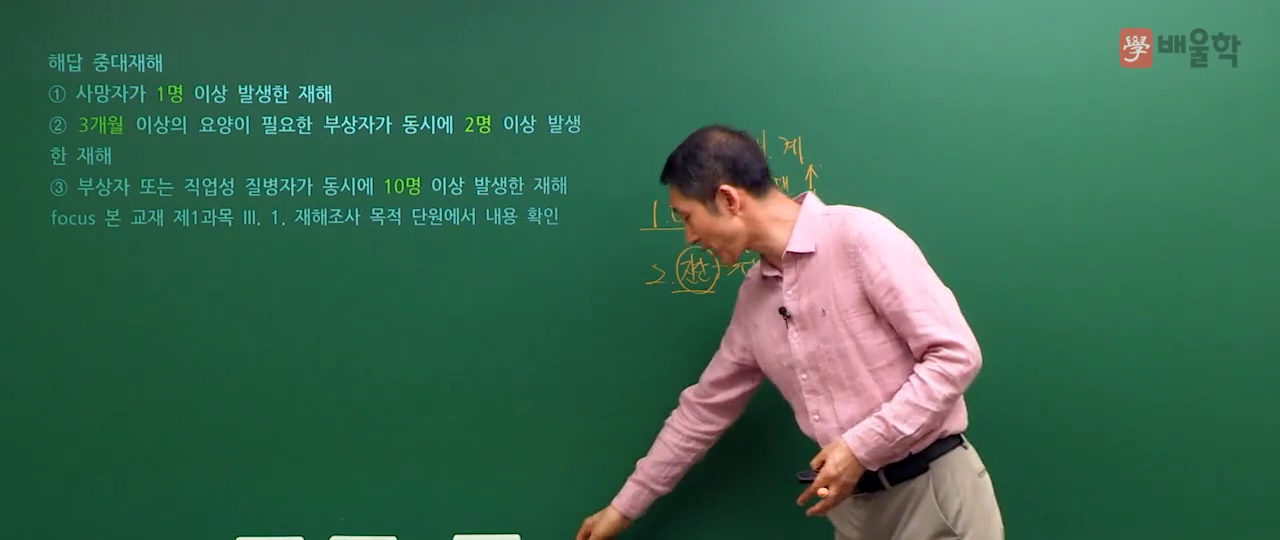 學 배울학
해답 중대재해
① 사망자가 1명 이상 발생한 재해
② 3개월 이상의 요양이 필요한 부상자가 동시에 2명 이상 발생
한 재해
③ 부상자 또는 직업성 질병자가 동시에 10명 이상 발생한 재해
focus 본 교재 제1과목 III. 1. 재해조사 목적 단원에서 내용 확인
계
1.
2.